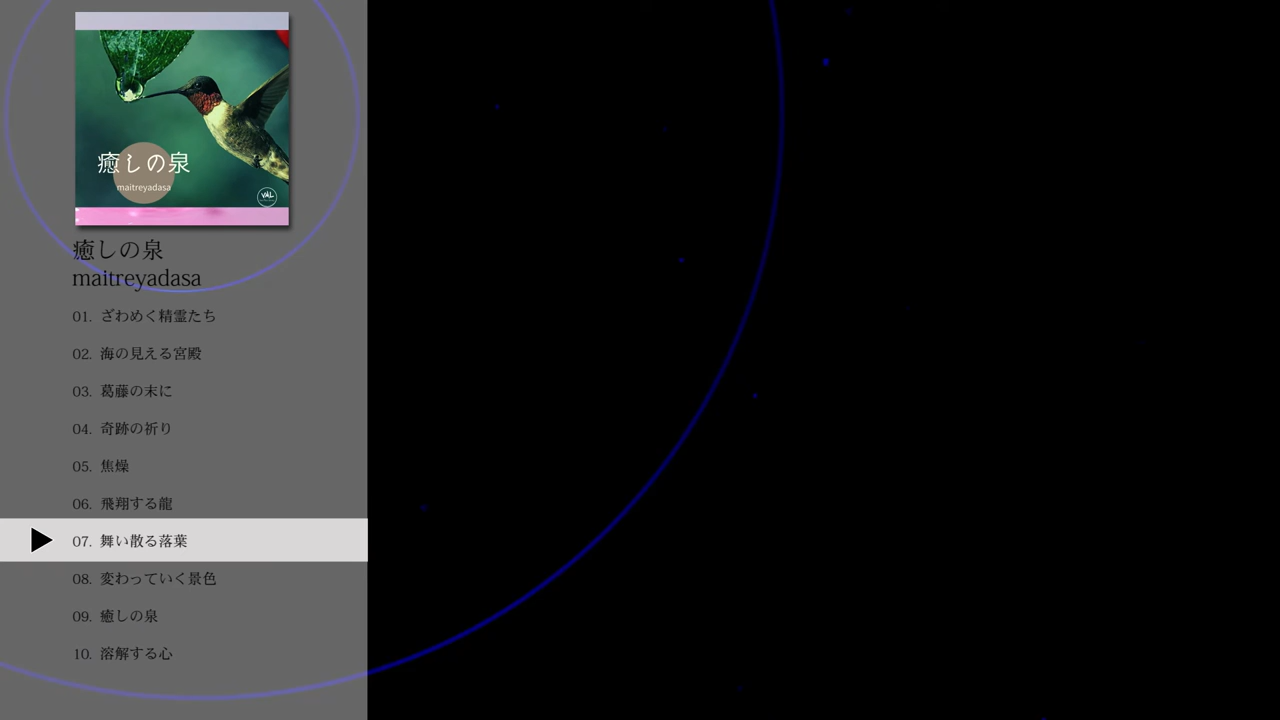 癒しの泉
maitreyadasa
VAL
癒しの泉
maitreyadasa
01. ざわめく精霊たち
02. 海の見える宮殿
03. 葛藤の末に
04. 奇跡の祈り
05. 焦燥
06. 飛翔する龍
07. 舞い散る落葉
08. 変わっていく景色
09. 癒しの泉
10. 溶解する心